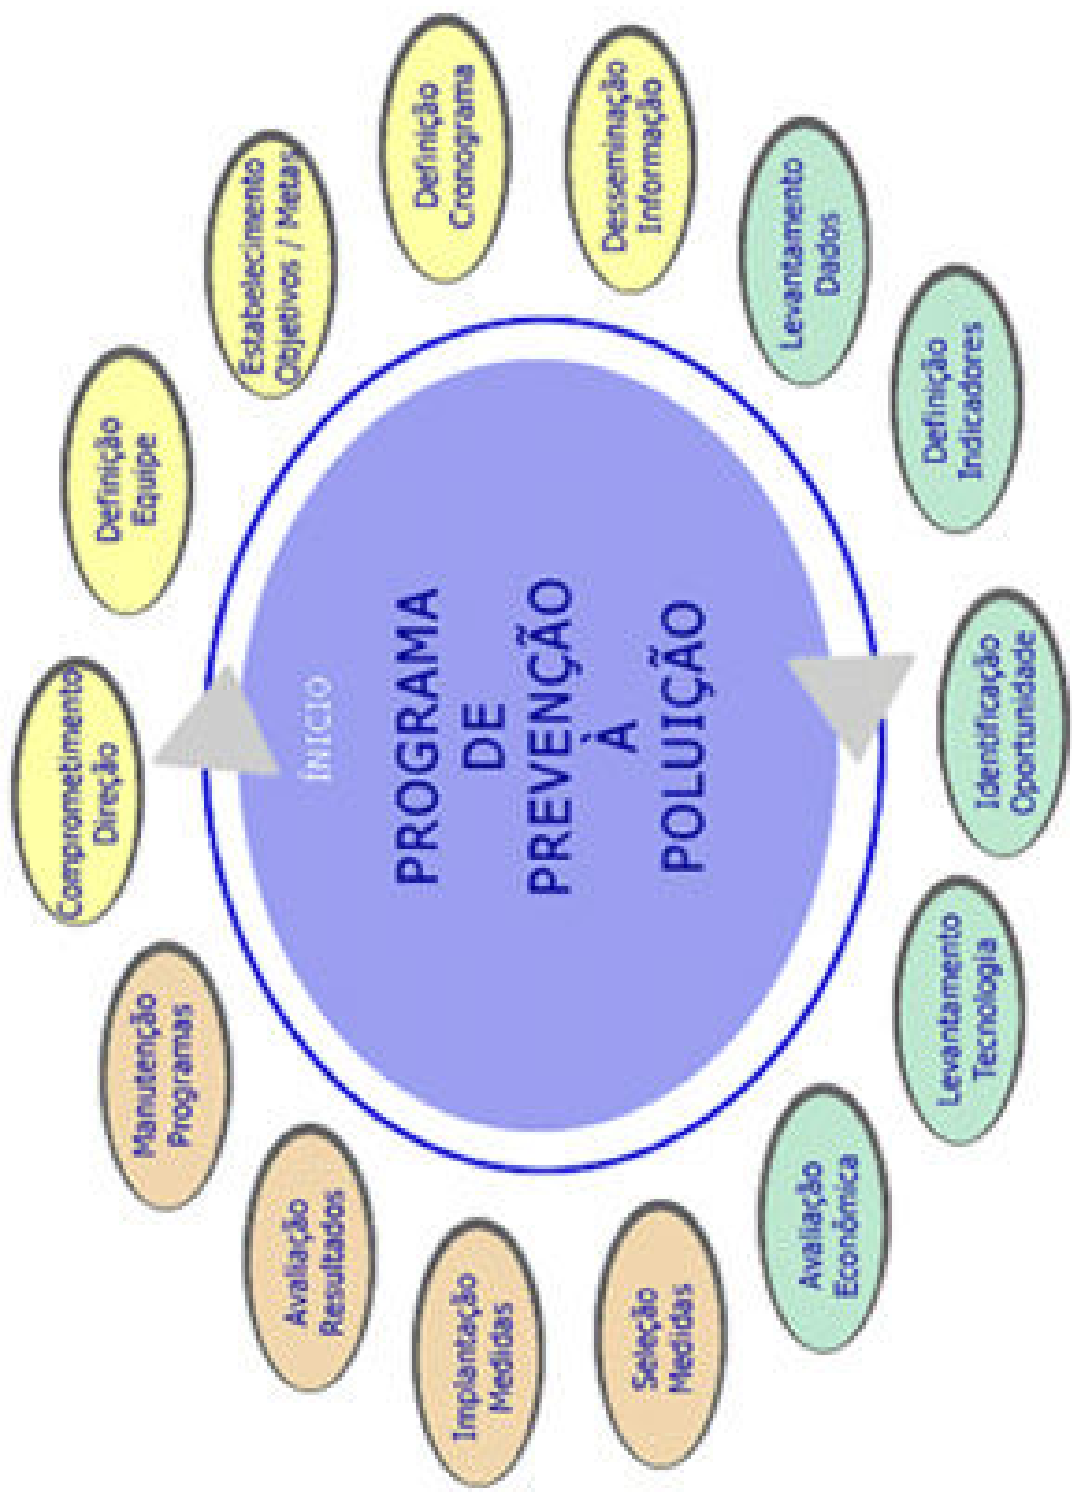 ÍNICIO
PROGRAMA
DE
PREVENÇÃO
À
POLUIÇÃO
Comprometimento
Direção
Definição
Equipe
Estabelecimento
Objetivos / Metas
Definição
Cronograma
Desseminação
Informação
Levantamento
Dados
Definição
Indicadores
Identificação
Oportunidade
Levantamento
Tecnologia
Avaliação
Econômica
Seleção
Medidas
Implantação
Medidas
Avaliação
Resultados
Manutenção
Programas